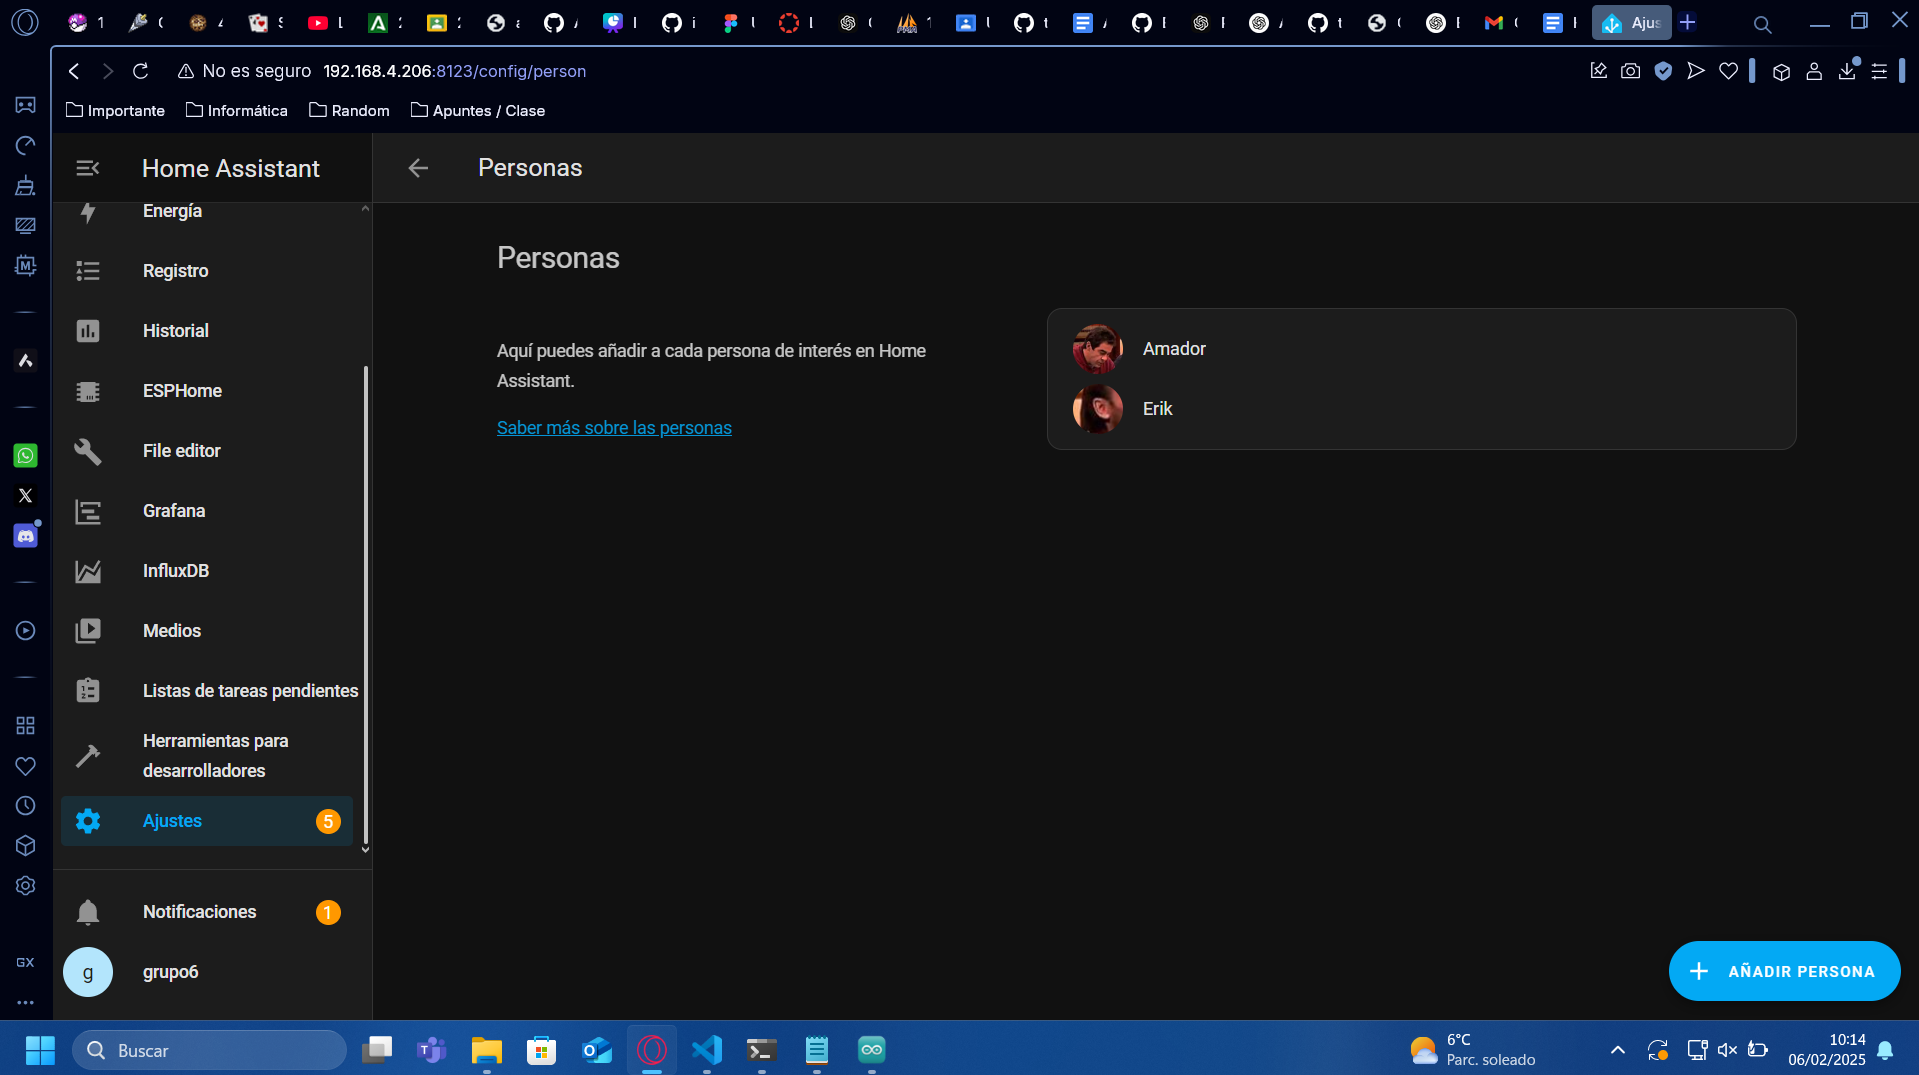 Ajus
No es seguro 192.168.4.206:8123/config/person
Importante
Informática
Random
Apuntes / Clase
Home Assistant
Personas
Energía
Registro
Historial
ESPHome
File editor
Grafana
InfluxDB
Medios
Listas de tareas pendientes
Herramientas para
desarrolladores
Ajustes
5
Notificaciones
1
g
grupo6
Personas
Aquí puedes añadir a cada persona de interés en Home
Assistant.
Saber más sobre las personas
Amador
Erik
AÑADIR PERSONA
GX
Buscar
6°C
Parc. soleado
10:14
06/02/2025